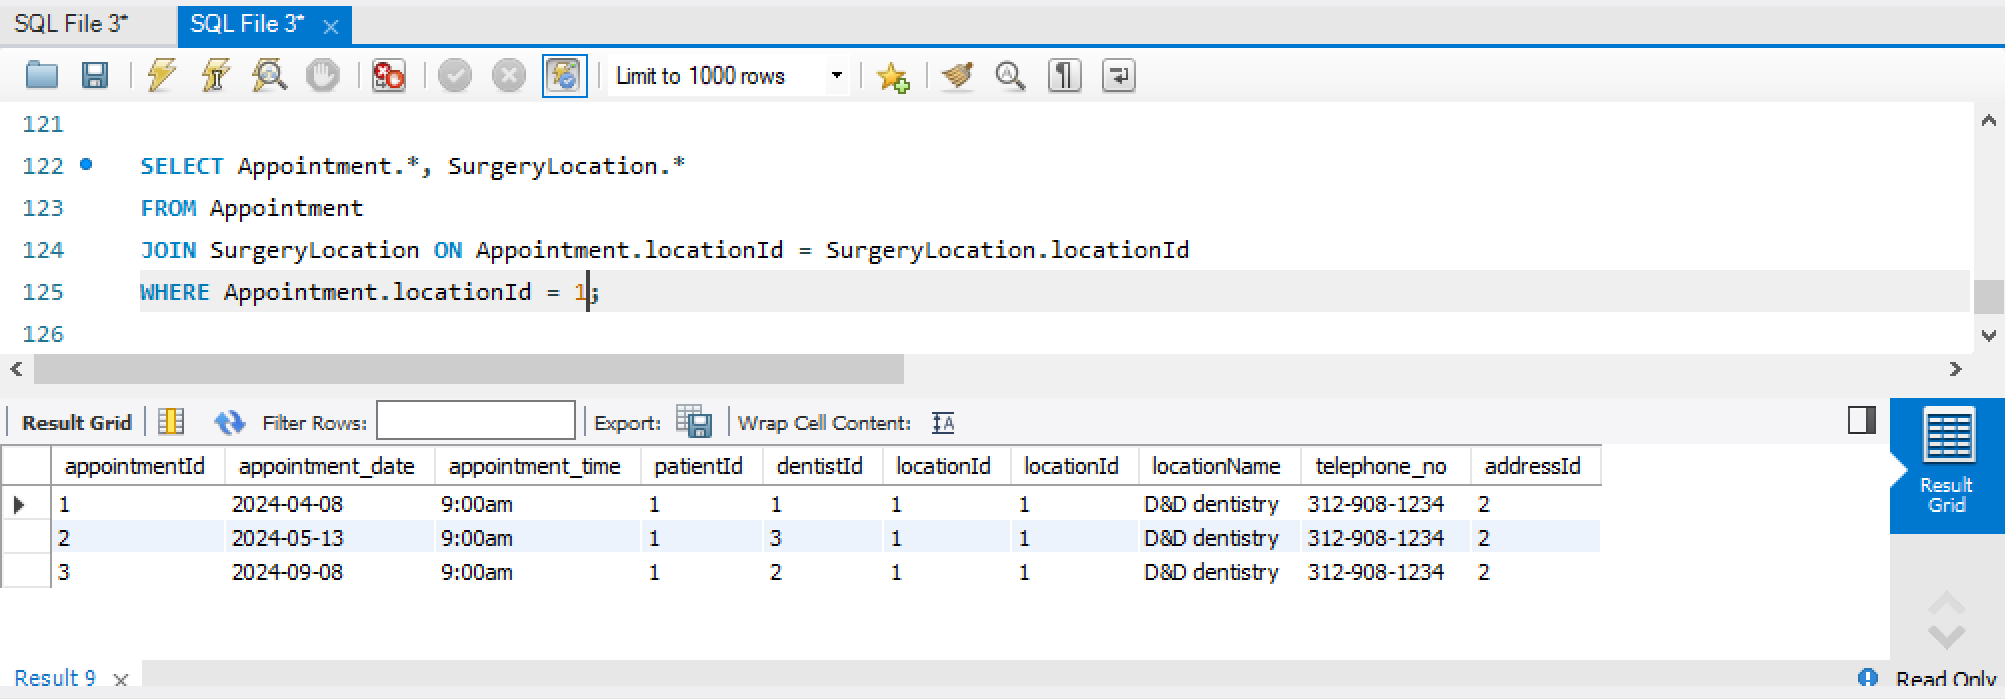 SQL File 3* SQL File 3*
Limit to 1000 rows
121
122 SELECT Appointment.*, SurgeryLocation.*
123 FROM Appointment
124 JOIN SurgeryLocation ON Appointment.locationId = SurgeryLocation.locationId
125 WHERE Appointment.locationId = 1;
126
Result Grid Filter Rows: Export: Wrap Cell Content:
appointmentId appointment_date appointment_time patientId dentistId locationId locationId locationName telephone_no addressId
1 2024-04-08 9:00am 1 1 1 1 D&D dentistry 312-908-1234 2
2 2024-05-13 9:00am 1 3 1 1 D&D dentistry 312-908-1234 2
3 2024-09-08 9:00am 1 2 1 1 D&D dentistry 312-908-1234 2
Result
Grid
Result 9 Read Only